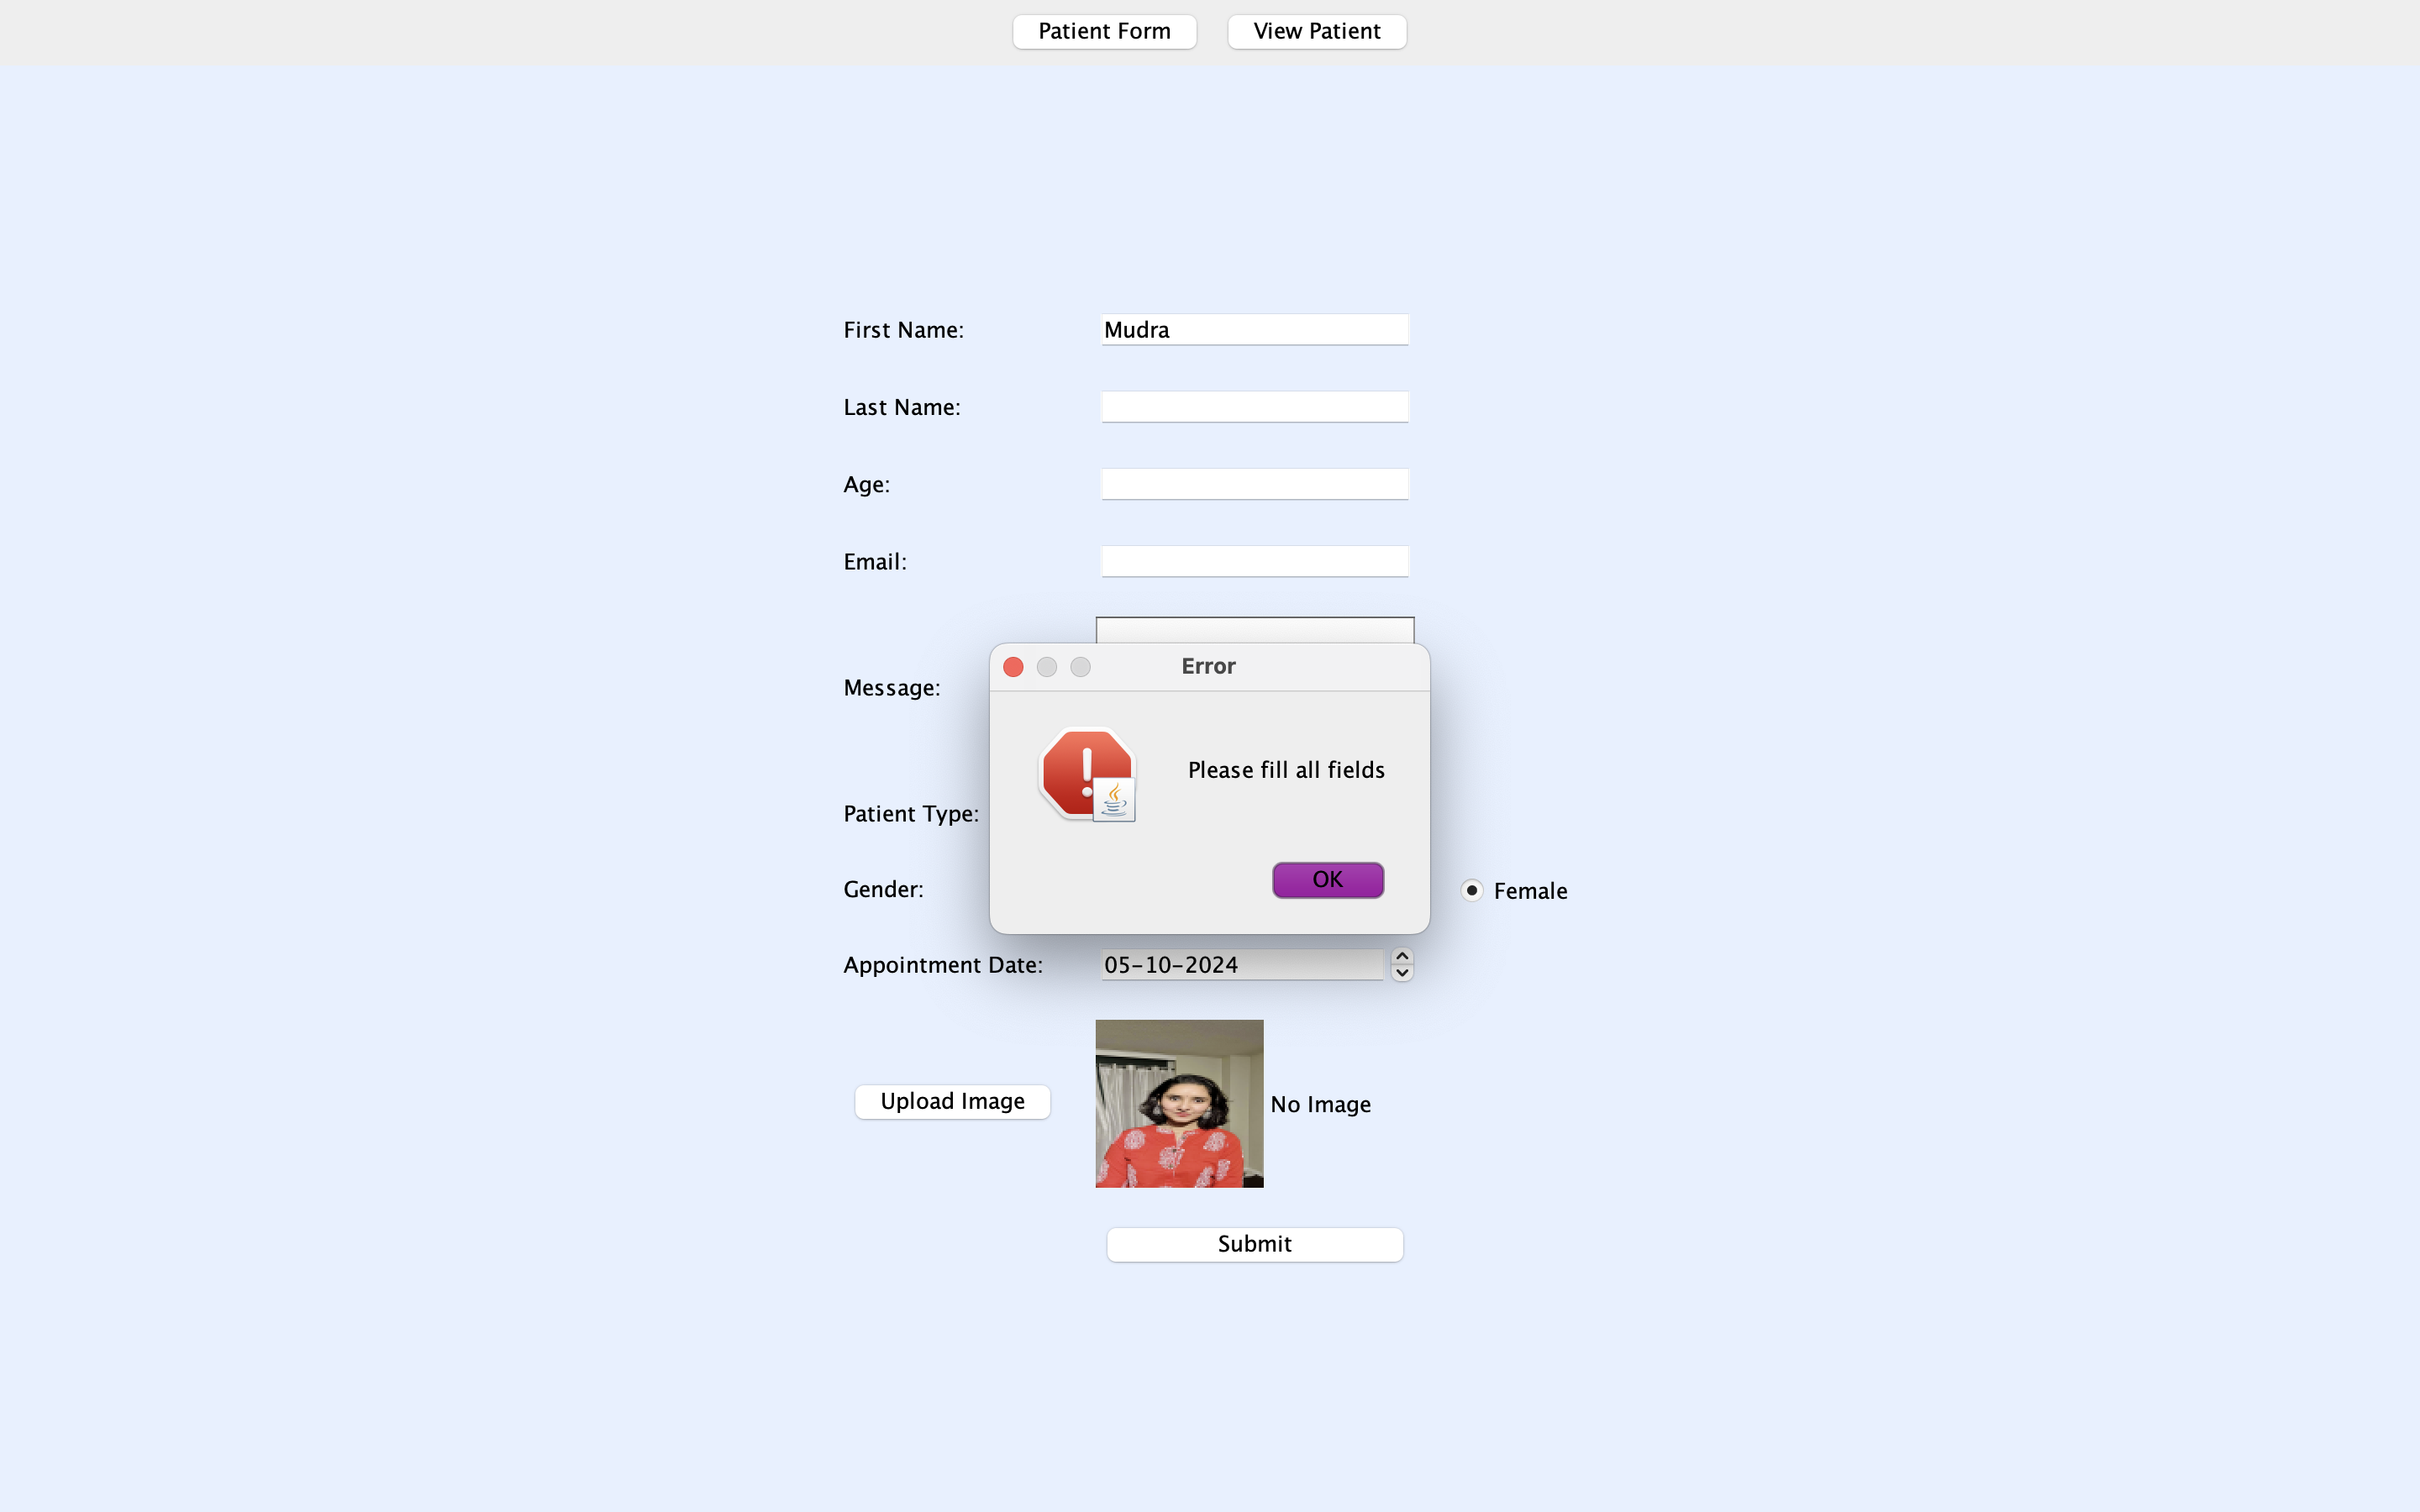 Patient Form View Patient
First Name: Mudra
Last Name:
Age:
Email:
Message:
Error
Please fill all fields
OK
Patient Type:
Gender: Female
Appointment Date: 05-10-2024
Upload Image No Image
Submit